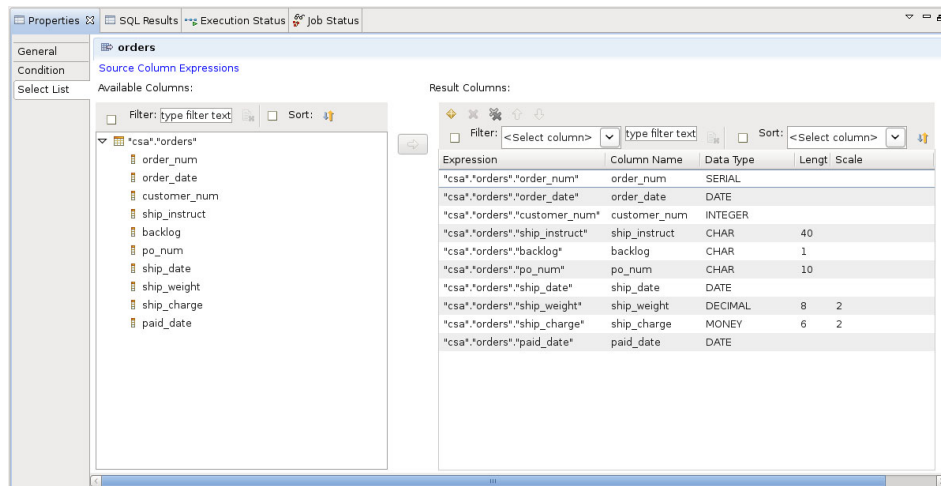 Properties SQL Results Execution Status Job Status
General
Condition
Select List
orders
Source Column Expressions
Available Columns:
Filter: type filter text Sort:
"csa"."orders"
order_num
order_date
customer_num
ship_instruct
backlog
po_num
ship_date
ship_weight
ship_charge
paid_date
Result Columns:
Filter: <Select column> type filter text Sort: <Select column>
Expression Column Name Data Type Lengt Scale
"csa"."orders"."order_num" order_num SERIAL
"csa"."orders"."order_date" order_date DATE
"csa"."orders"."customer_num" customer_num INTEGER
"csa"."orders"."ship_instruct" ship_instruct CHAR 40
"csa"."orders"."backlog" backlog CHAR 1
"csa"."orders"."po_num" po_num CHAR 10
"csa"."orders"."ship_date" ship_date DATE
"csa"."orders"."ship_weight" ship_weight DECIMAL 8 2
"csa"."orders"."ship_charge" ship_charge MONEY 6 2
"csa"."orders"."paid_date" paid_date DATE